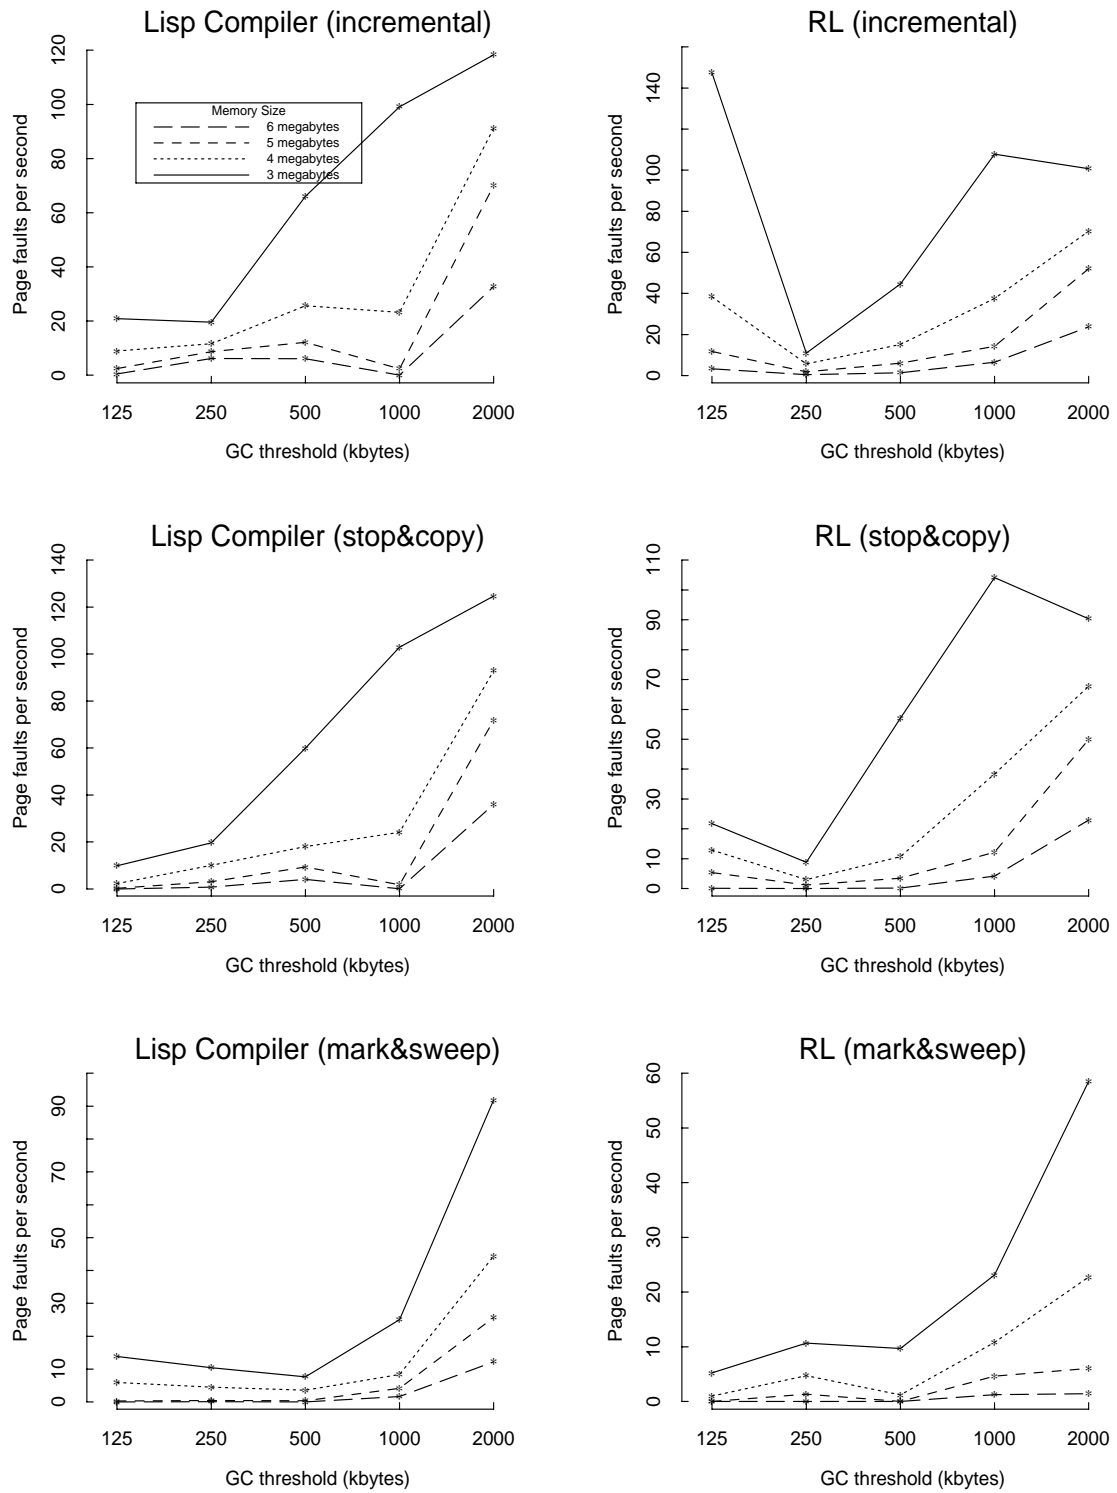 Lisp Compiler (incremental)
Page faults per second
120
100
80
60
40
20
0
Memory Size
6 megabytes
5 megabytes
4 megabytes
3 megabytes
125 250 500 1000 2000
GC threshold (kbytes)
RL (incremental)
Page faults per second
140
100
80
60
40
20
0
125 250 500 1000 2000
GC threshold (kbytes)
Lisp Compiler (stop&copy)
Page faults per second
140
120
100
80
60
40
20
0
125 250 500 1000 2000
GC threshold (kbytes)
RL (stop&copy)
Page faults per second
110
90
70
50
30
10
0
125 250 500 1000 2000
GC threshold (kbytes)
Lisp Compiler (mark&sweep)
Page faults per second
90
70
50
30
10
0
125 250 500 1000 2000
GC threshold (kbytes)
RL (mark&sweep)
Page faults per second
60
50
40
30
20
10
0
125 250 500 1000 2000
GC threshold (kbytes)